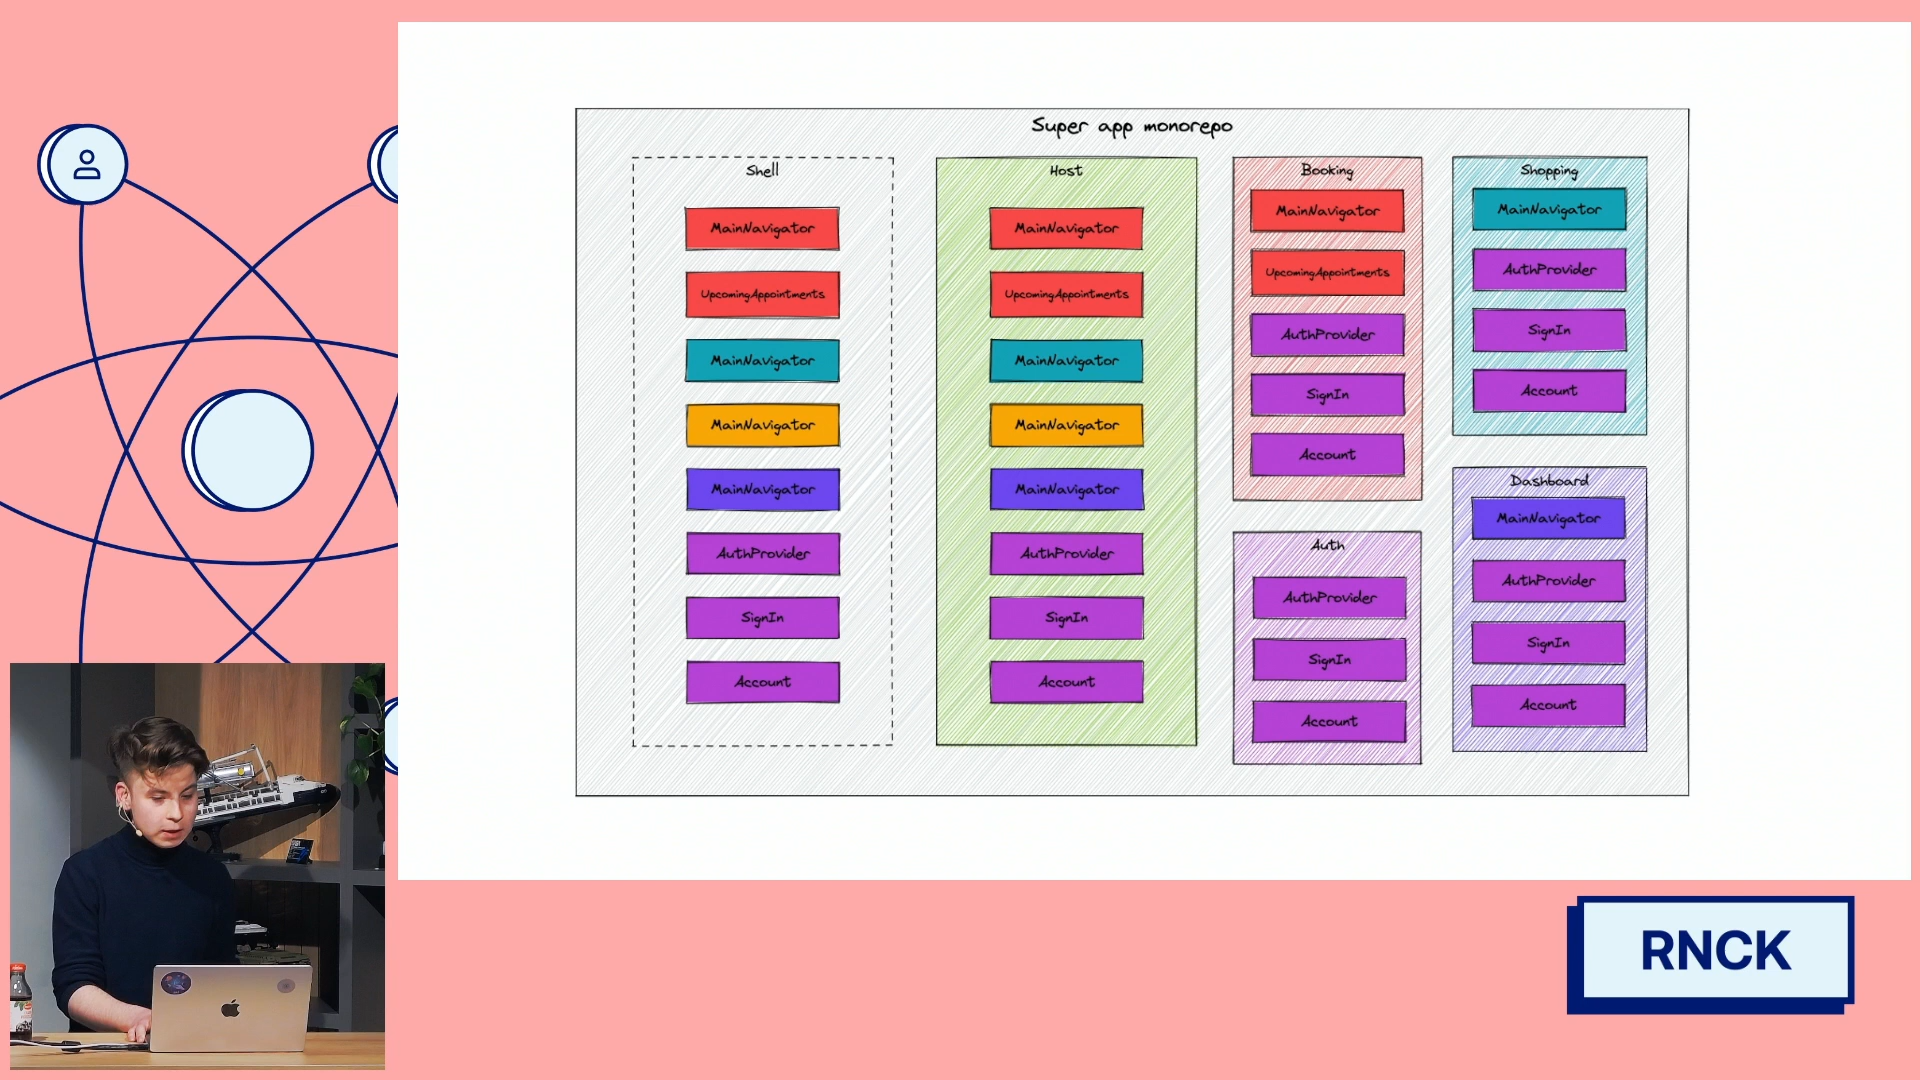 Super app monorepo
Shell
MainNavigator
UpcomingAppointments
MainNavigator
MainNavigator
MainNavigator
AuthProvider
SignIn
Account
Host
MainNavigator
UpcomingAppointments
MainNavigator
MainNavigator
MainNavigator
AuthProvider
SignIn
Account
Booking
MainNavigator
UpcomingAppointments
AuthProvider
SignIn
Account
Auth
AuthProvider
SignIn
Account
Shopping
MainNavigator
AuthProvider
SignIn
Account
Dashboard
MainNavigator
AuthProvider
SignIn
Account
RNCK